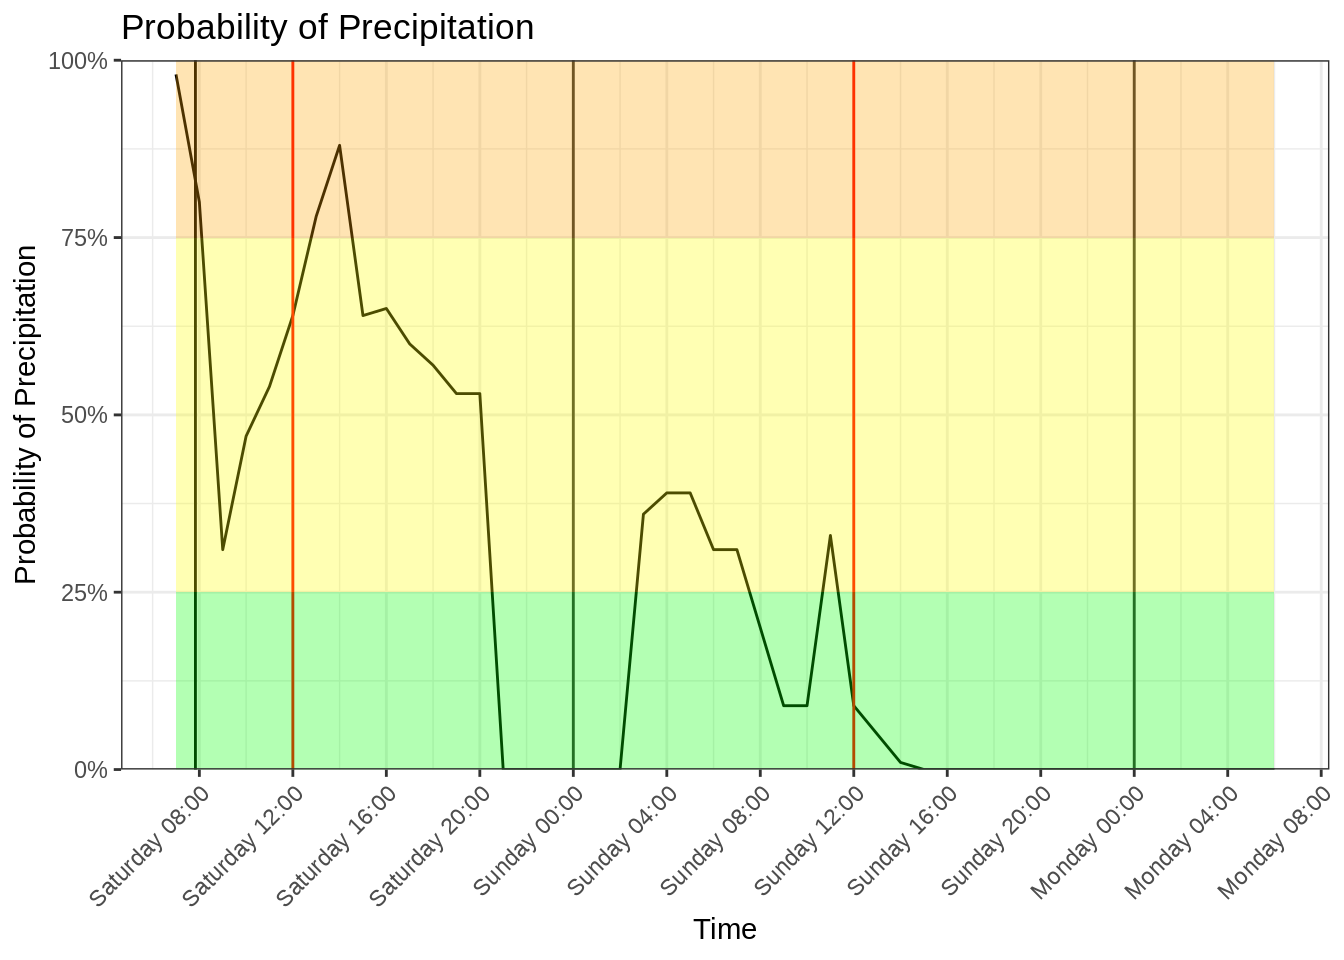 Probability of Precipitation
Probability of Precipitation
100%
75%
50%
25%
0%
Saturday 08:00
Saturday 12:00
Saturday 16:00
Saturday 20:00
Sunday 00:00
Sunday 04:00
Sunday 08:00
Sunday 12:00
Sunday 16:00
Sunday 20:00
Monday 00:00
Monday 04:00
Monday 08:00
Time